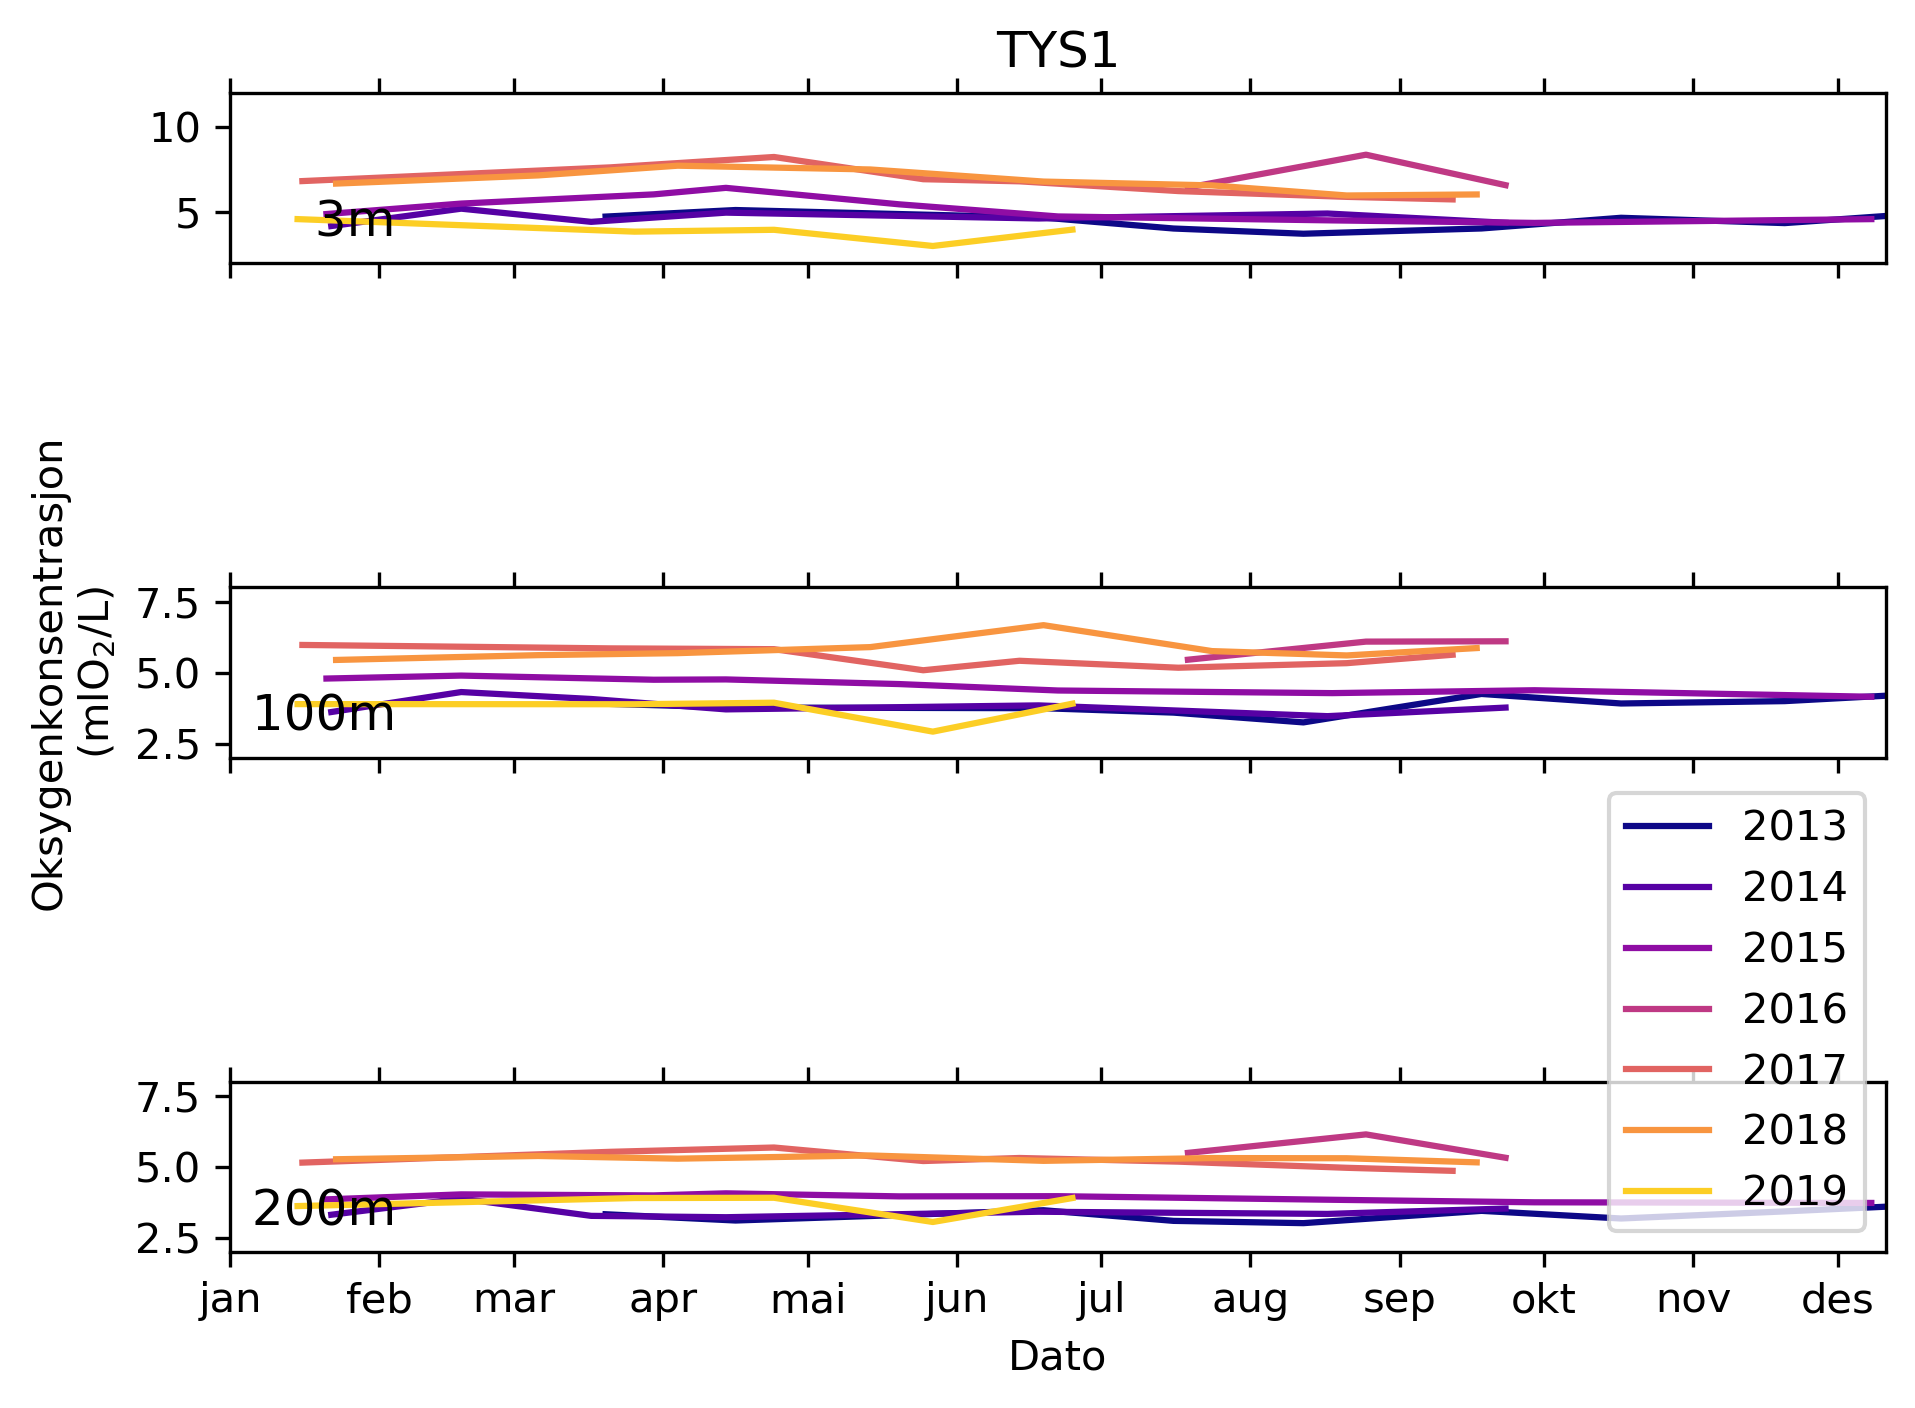 TYS1
10
5
3m
Oksygenkonsentrasjon
(mlO₂/L)
7.5
5.0
2.5
100m
2013
2014
2015
2016
2017
2018
2019
7.5
5.0
2.5
200m
jan feb mar apr mai jun jul aug sep okt nov des
Dato